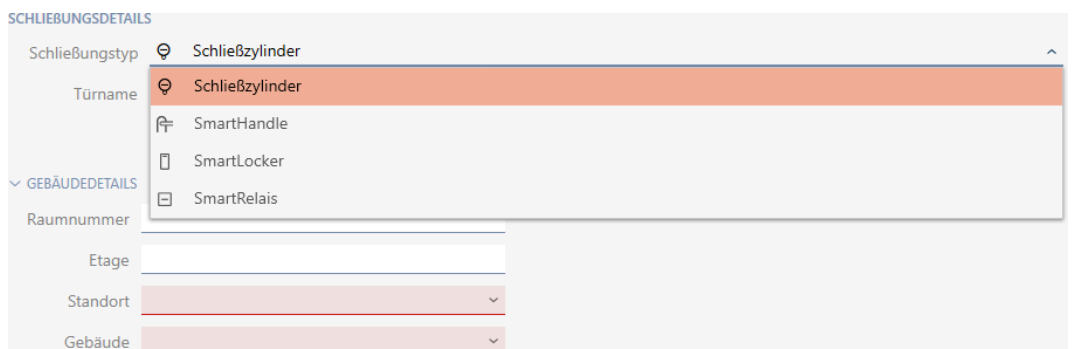 SCHLIEßUNGSDETAILS
Schließungstyp Schließzylinder
Türname Schließzylinder
SmartHandle
SmartLocker
GEBÄUDEDETAILS
SmartRelais
Raumnummer
Etage
Standort
Gebäude